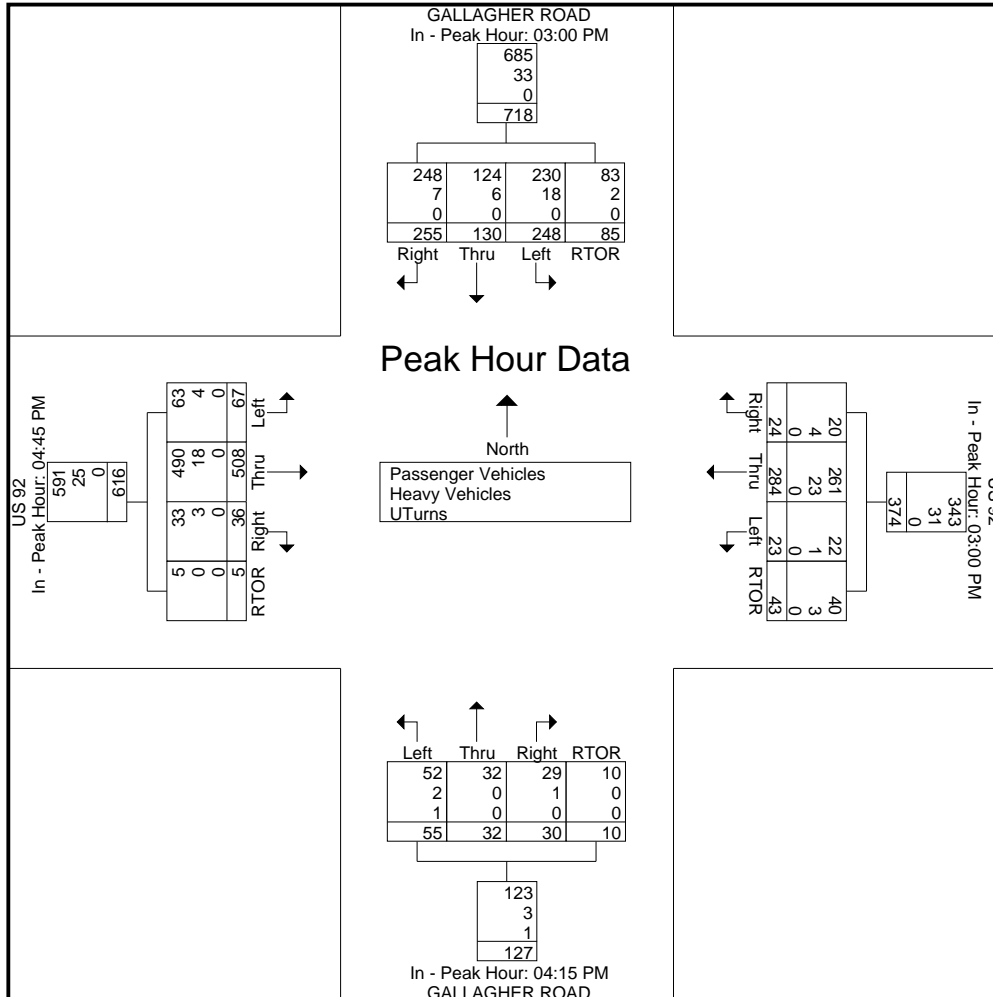 GALLAGHER ROAD
In - Peak Hour: 03:00 PM
685
33
0
718
248 124 230 83
7 6 18 2
0 0 0 0
255 130 248 85
Right Thru Left RTOR
Peak Hour Data
North
Passenger Vehicles
Heavy Vehicles
UTurns
US 92
In - Peak Hour: 04:45 PM
591
25
0
616
63 490 33 5
4 18 3 0
0 0 0 0
67 508 36 5
Left Thru Right RTOR
US 92
In - Peak Hour: 03:00 PM
343
31
0
374
20 261 22 40
4 23 1 3
0 0 0 0
24 284 23 43
Right Thru Left RTOR
Left Thru Right RTOR
52 32 29 10
2 0 1 0
1 0 0 0
55 32 30 10
123
3
1
127
In - Peak Hour: 04:15 PM
GALLAGHER ROAD